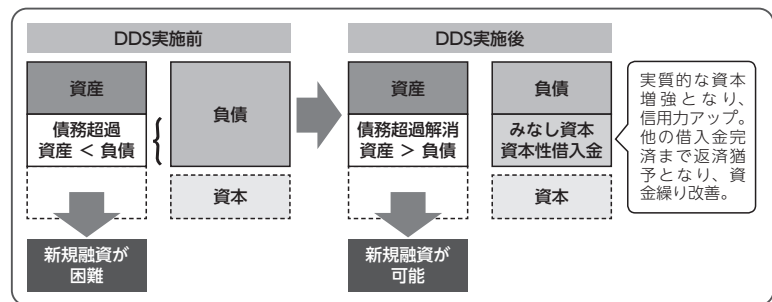 DDS実施前
資産
債務超過
資産 < 負債
負債
資本
新規融資が
困難
DDS実施後
資産
債務超過解消
資産 > 負債
負債
みなし資本
資本性借入金
資本
新規融資が
可能
実質的な資本
増強となり、
信用力アップ。
他の借入金完
済まで返済猶
予となり、資
金繰り改善。